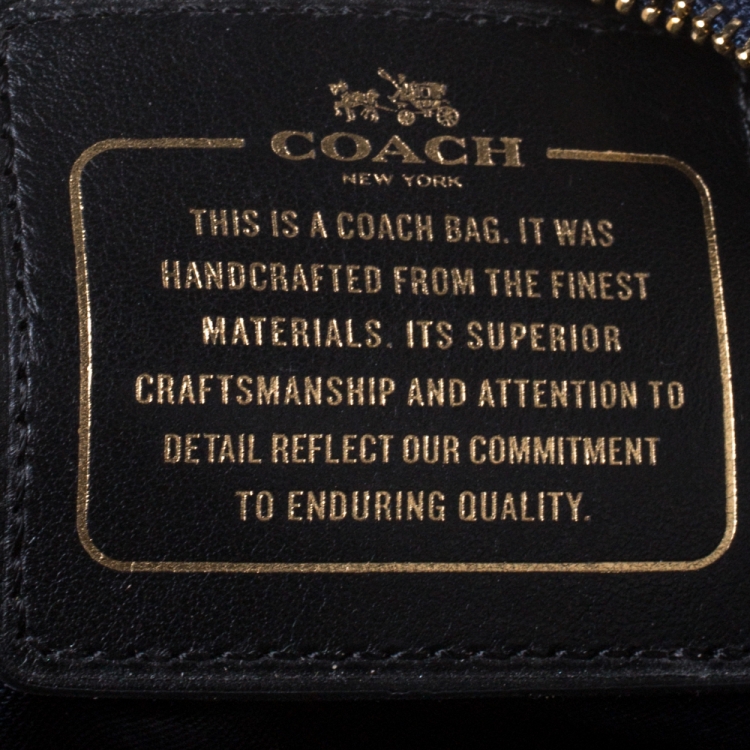 COACH
NEW YORK
THIS IS A COACH BAG. IT WAS
HANDCRAFTED FROM THE FINEST
MATERIALS. ITS SUPERIOR
CRAFTSMANSHIP AND ATTENTION TO
DETAIL REFLECT OUR COMMITMENT
TO ENDURING QUALITY.